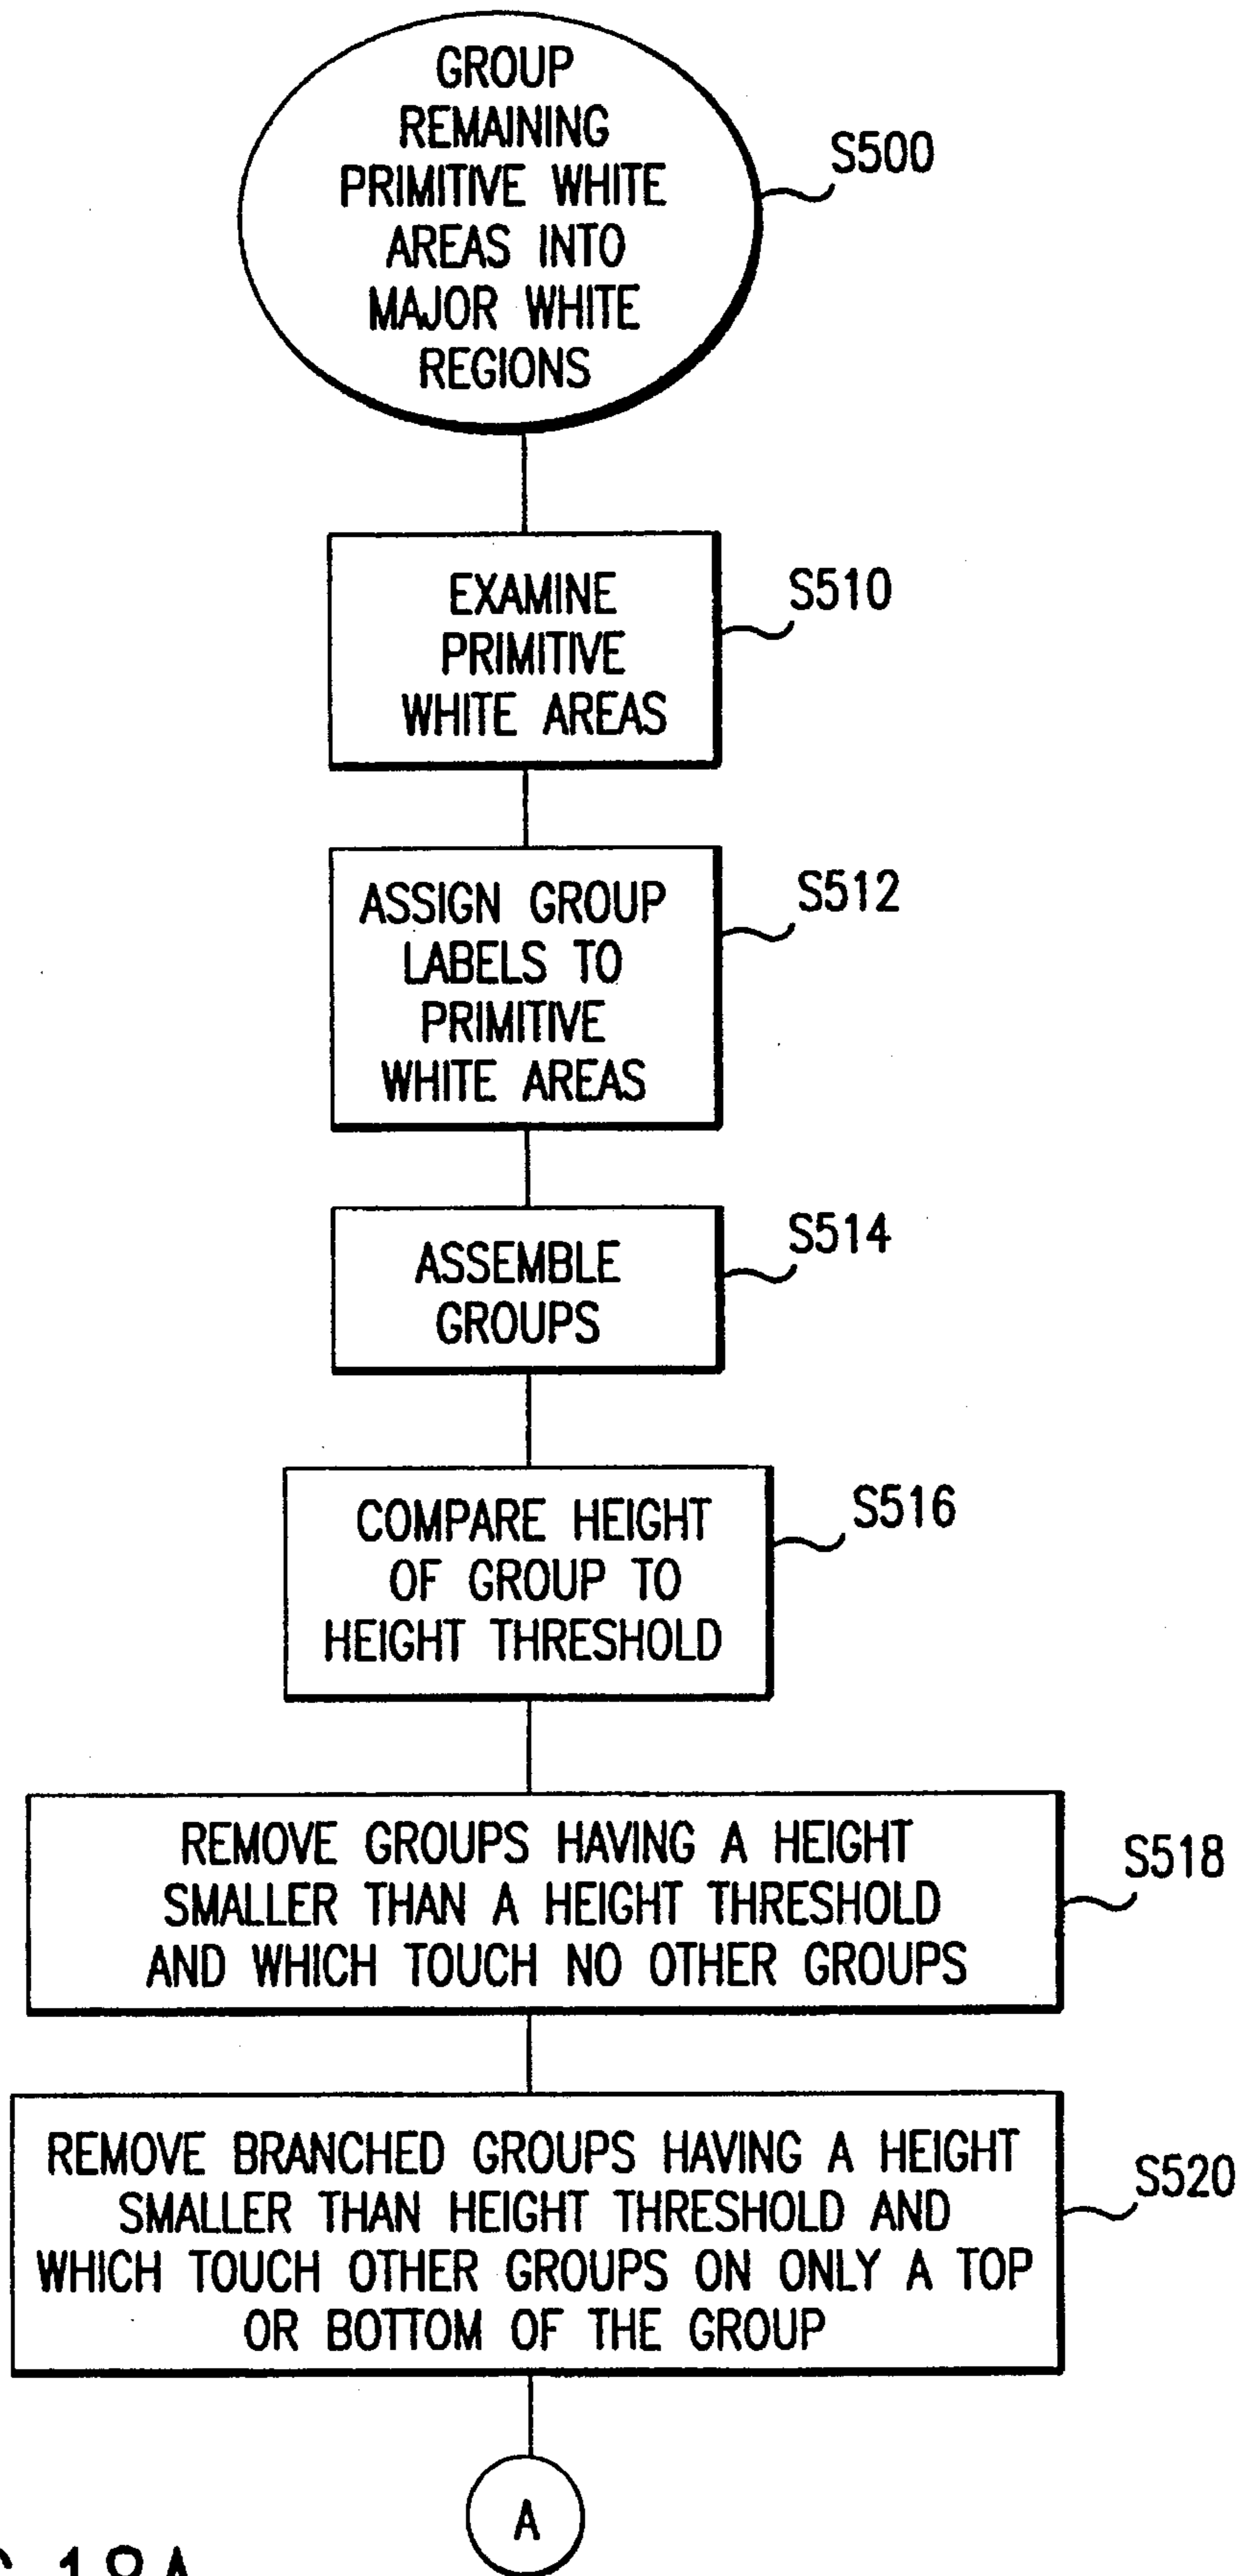 GROUP
REMAINING
PRIMITIVE WHITE
AREAS INTO
MAJOR WHITE
REGIONS
S500
EXAMINE
PRIMITIVE
WHITE AREAS
S510
ASSIGN GROUP
LABELS TO
PRIMITIVE
WHITE AREAS
S512
ASSEMBLE
GROUPS
S514
COMPARE HEIGHT
OF GROUP TO
HEIGHT THRESHOLD
S516
REMOVE GROUPS HAVING A HEIGHT
SMALLER THAN A HEIGHT THRESHOLD
AND WHICH TOUCH NO OTHER GROUPS
S518
REMOVE BRANCHED GROUPS HAVING A HEIGHT
SMALLER THAN HEIGHT THRESHOLD AND
WHICH TOUCH OTHER GROUPS ON ONLY A TOP
OR BOTTOM OF THE GROUP
S520
A
18A